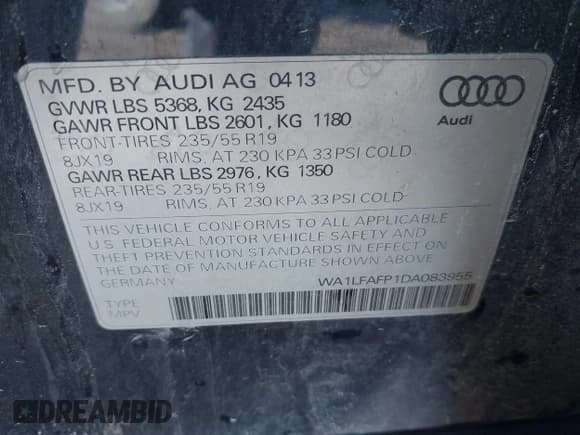 MFD. BY AUDI AG 0413
GVWR LBS 5368, KG 2435
GAWR FRONT LBS 2601, KG 1180
FRONT-TIRES 235/55 R19
8JX19 RIMS, AT 230 KPA 33 PSI COLD
GAWR REAR LBS 2976, KG 1350
REAR-TIRES 235/55 R19
8JX19 RIMS, AT 230 KPA 33 PSI COLD
Audi
THIS VEHICLE CONFORMS TO ALL APPLICABLE
U.S. FEDERAL MOTOR VEHICLE SAFETY AND
THEFT PREVENTION STANDARDS IN EFFECT ON
THE DATE OF MANUFACTURE SHOWN ABOVE
GERMANY WA1LFAFP1DA083955
TYPE
MPV
DREAMBID